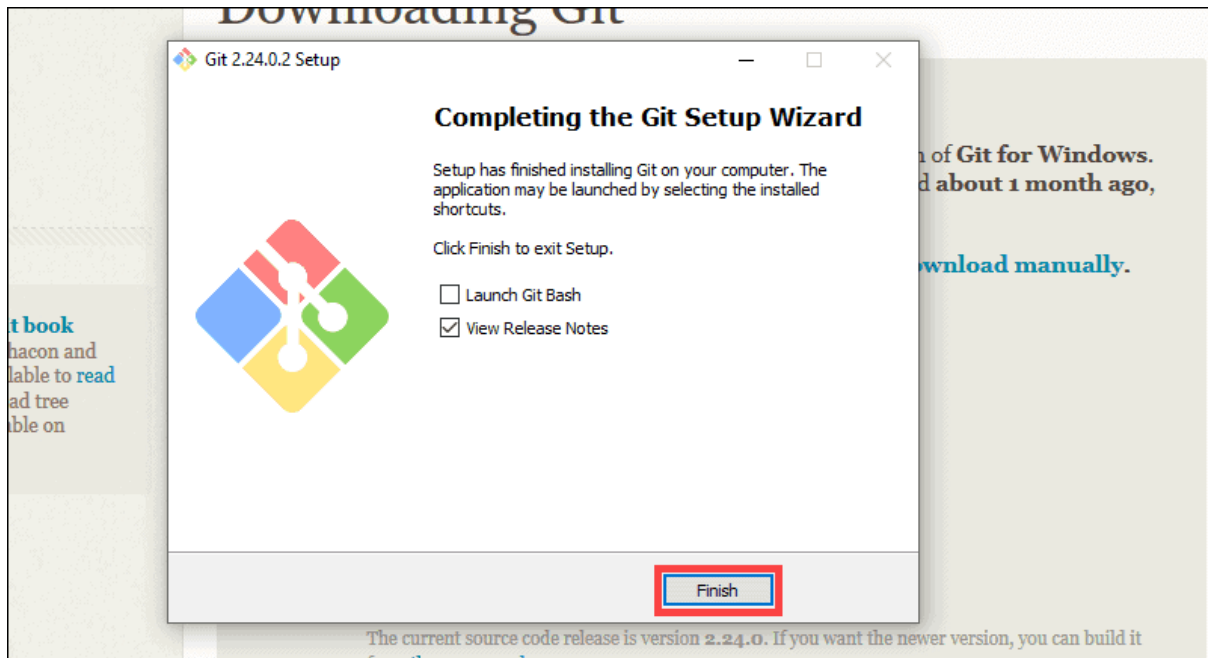 Downloading Git
Git 2.24.0.2 Setup
Completing the Git Setup Wizard
Setup has finished installing Git on your computer. The
application may be launched by selecting the installed
shortcuts.
Click Finish to exit Setup.
Launch Git Bash
View Release Notes
Finish
of Git for Windows.
about 1 month ago,
download manually.
book
hacon and
lable to read
ad tree
able on
The current source code release is version 2.24.0. If you want the newer version, you can build it